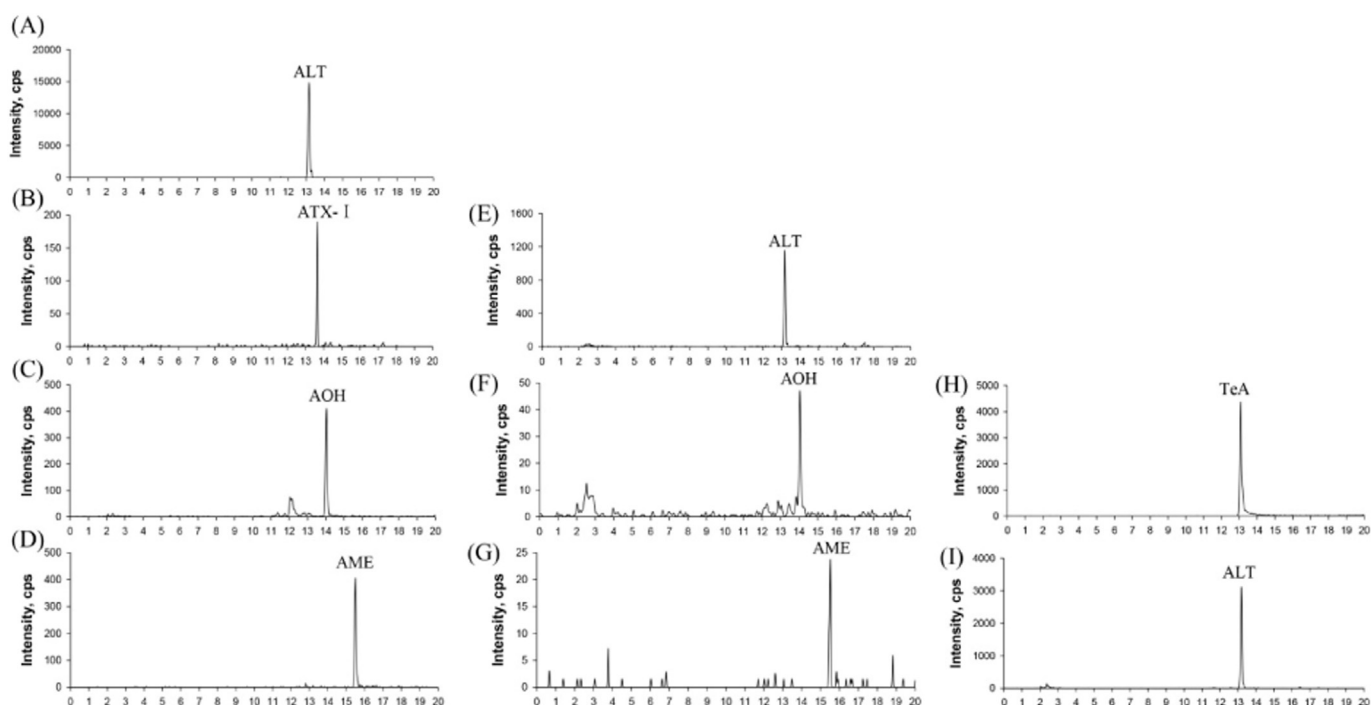 (A)
20000
15000
10000
5000
0
Intensity, cps
ALT
0 1 2 3 4 5 6 7 8 9 10 11 12 13 14 15 16 17 18 19 20
(B)
200
150
100
50
0
Intensity, cps
ATX- I
0 1 2 3 4 5 6 7 8 9 10 11 12 13 14 15 16 17 18 19 20
(C)
500
400
300
200
100
0
Intensity, cps
AOH
0 1 2 3 4 5 6 7 8 9 10 11 12 13 14 15 16 17 18 19 20
(D)
500
400
300
200
100
0
Intensity, cps
AME
0 1 2 3 4 5 6 7 8 9 10 11 12 13 14 15 16 17 18 19 20
(E)
1600
1200
800
400
0
Intensity, cps
ALT
0 1 2 3 4 5 6 7 8 9 10 11 12 13 14 15 16 17 18 19 20
(F)
50
40
30
20
10
0
Intensity, cps
AOH
0 1 2 3 4 5 6 7 8 9 10 11 12 13 14 15 16 17 18 19 20
(G)
25
20
15
10
5
0
Intensity, cps
AME
0 1 2 3 4 5 6 7 8 9 10 11 12 13 14 15 16 17 18 19 20
(H)
5000
4000
3000
2000
1000
0
Intensity, cps
TeA
0 1 2 3 4 5 6 7 8 9 10 11 12 13 14 15 16 17 18 19 20
(I)
4000
3000
2000
1000
0
Intensity, cps
ALT
0 1 2 3 4 5 6 7 8 9 10 11 12 13 14 15 16 17 18 19 20